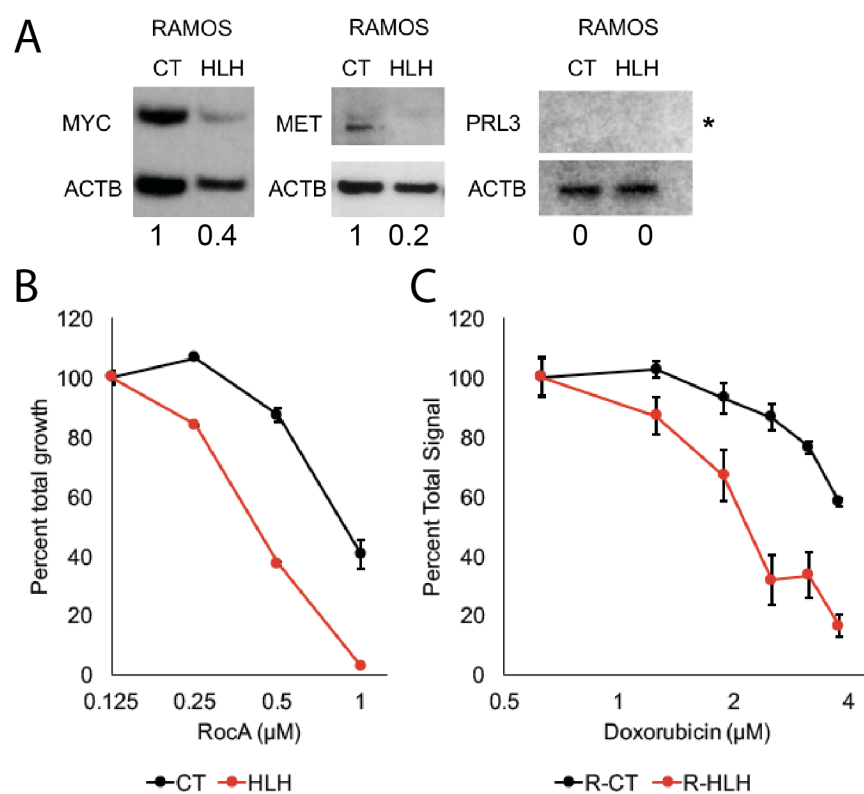 A
RAMOS
CT HLH
MYC
ACTB
1 0.4
RAMOS
CT HLH
MET
ACTB
1 0.2
RAMOS
CT HLH
PRL3
*
ACTB
0 0
B
120
100
80
60
40
20
0
Percent total growth
0.125 0.25 0.5 1
RocA (µM)
CT HLH
C
120
100
80
60
40
20
0
Percent Total Signal
0.5 1 2 4
Doxorubicin (µM)
R-CT R-HLH